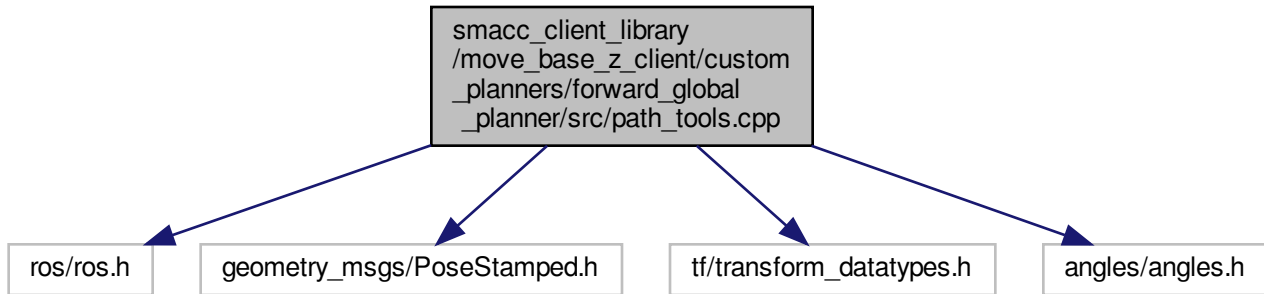 smacc_client_library
/move_base_z_client/custom
_planners/forward_global
_planner/src/path_tools.cpp
ros/ros.h
geometry_msgs/PoseStamped.h
tf/transform_datatypes.h
angles/angles.h